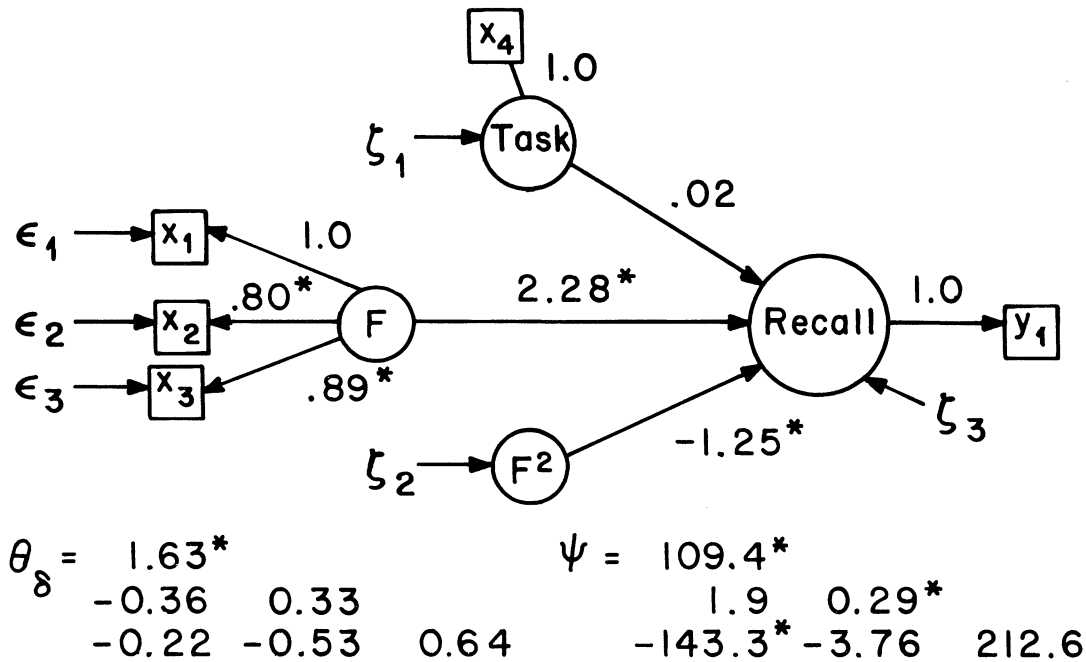 x₄
1.0
ζ₁ Task
.02
ϵ₁ x₁ 1.0
ϵ₂ x₂ .80* F 2.28* Recall 1.0 y₁
ϵ₃ x₃ .89*
-1.25* ζ₃
ζ₂ F²
θδ = 1.63* ψ = 109.4*
-0.36 0.33 1.9 0.29*
-0.22 -0.53 0.64 -143.3* -3.76 212.6